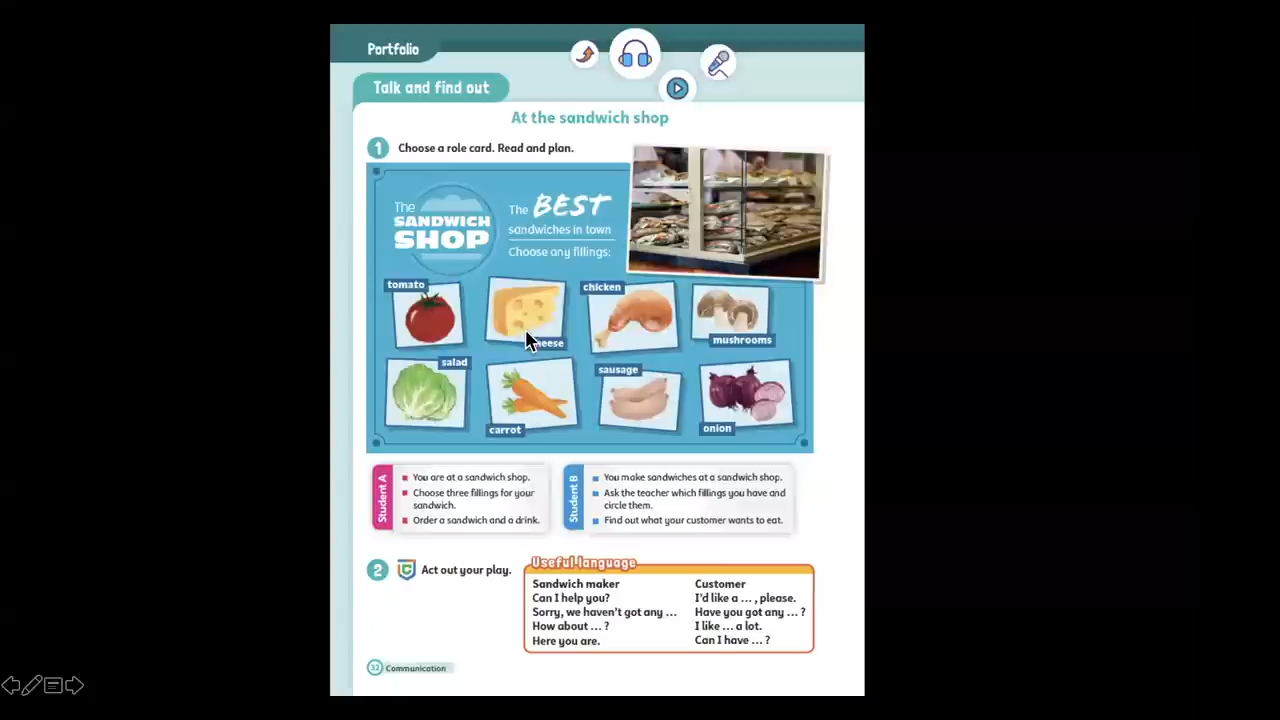 Portfolio
Talk and find out
At the sandwich shop
1 Choose a role card. Read and plan.
The
SANDWICH
SHOP
The BEST
sandwiches in town
Choose any fillings:
tomato
chicken
mushrooms
salad
sausage
carrot
onion
Student A
You are at a sandwich shop.
Choose three fillings for your
sandwich.
Order a sandwich and a drink.
Student B
You make sandwiches at a sandwich shop.
Ask the teacher which fillings you have and
circle them.
Find out what your customer wants to eat.
2 Act out your play.
Useful language
Sandwich maker
Can I help you?
Sorry, we haven't got any ...
How about ... ?
Here you are.
Customer
I'd like a ... , please.
Have you got any ... ?
I like ... a lot.
Can I have ... ?
32 Communication